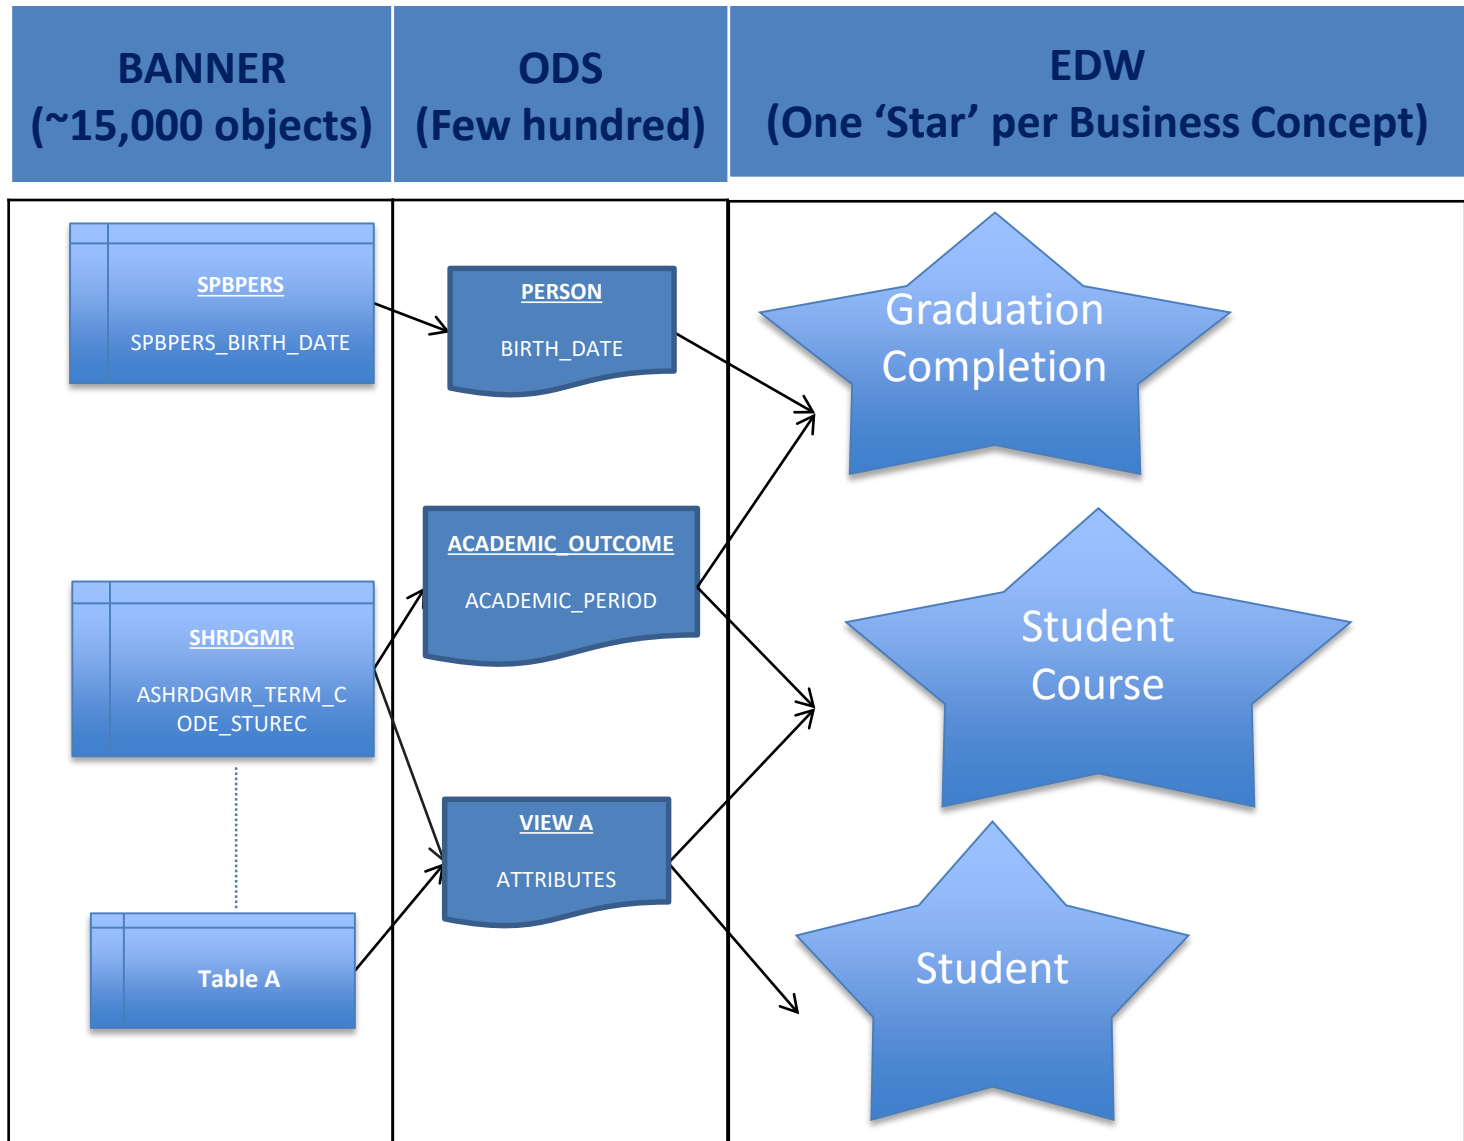 BANNER
(~15,000 objects)
ODS
(Few hundred)
EDW
(One ‘Star’ per Business Concept)
SPBPERS
SPBPERS_BIRTH_DATE
PERSON
BIRTH_DATE
Graduation
Completion
SHRDGMR
ASHRDGMR_TERM_C
ODE_STUREC
ACADEMIC_OUTCOME
ACADEMIC_PERIOD
Student
Course
Table A
VIEW A
ATTRIBUTES
Student